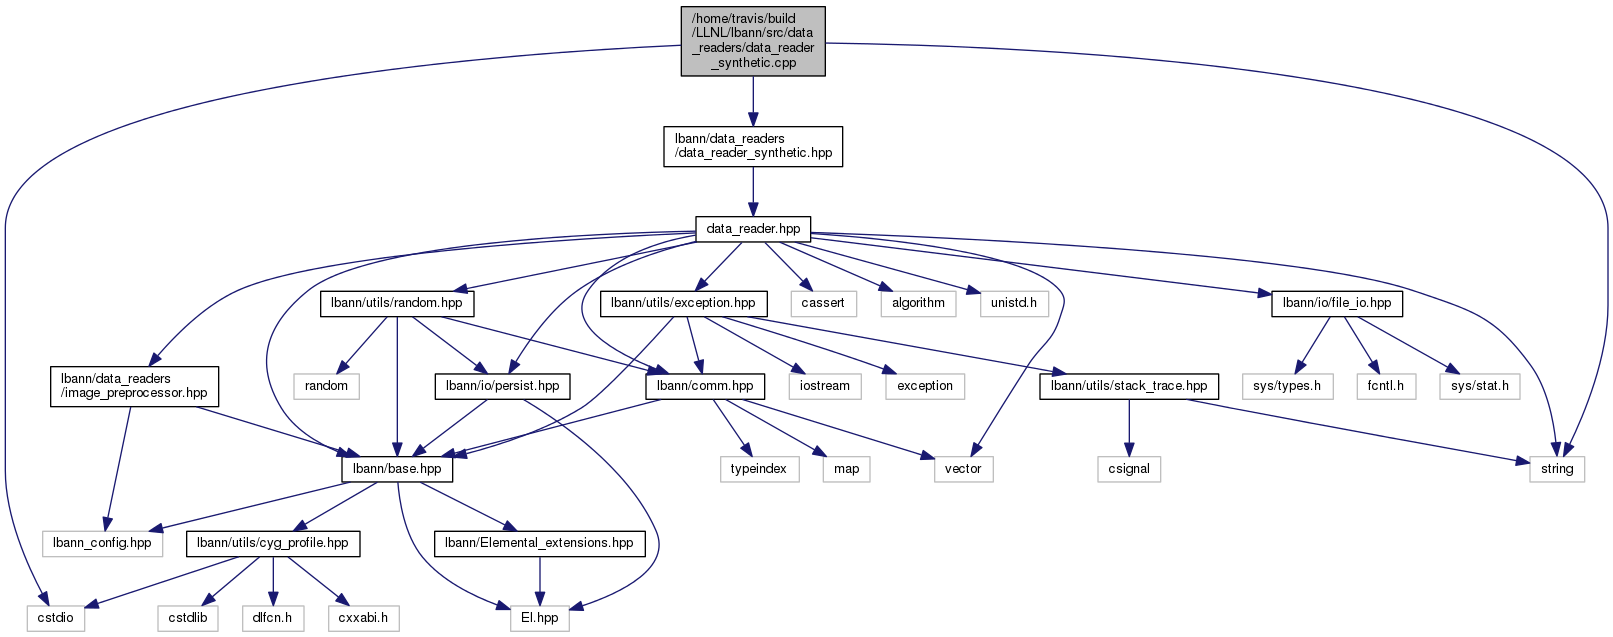 /home/travis/build
/LLNL/lbann/src/data
_readers/data_reader
_synthetic.cpp
lbann/data_readers
/data_reader_synthetic.hpp
data_reader.hpp
lbann/utils/random.hpp
lbann/utils/exception.hpp
cassert
algorithm
unistd.h
lbann/io/file_io.hpp
lbann/data_readers
/image_preprocessor.hpp
random
lbann/io/persist.hpp
lbann/comm.hpp
iostream
exception
lbann/utils/stack_trace.hpp
sys/types.h
fcntl.h
sys/stat.h
lbann/base.hpp
typeindex
map
vector
csignal
string
lbann_config.hpp
lbann/utils/cyg_profile.hpp
lbann/Elemental_extensions.hpp
cstdio
cstdlib
dlfcn.h
cxxabi.h
El.hpp